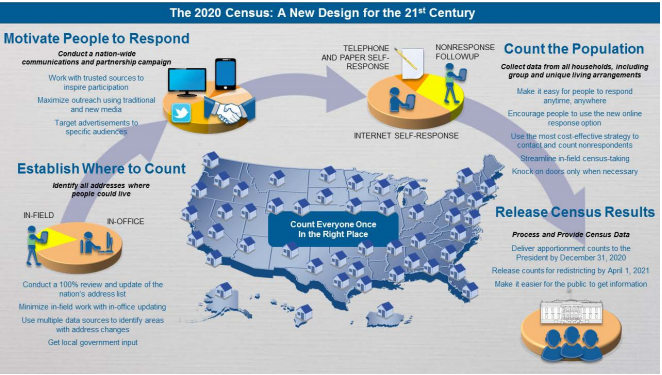 The 2020 Census: A New Design for the 21st Century
Motivate People to Respond
Conduct a nation-wide
communications and partnership campaign
Work with trusted sources to
inspire participation
Maximize outreach using traditional
and new media
Target advertisements to
specific audiences
TELEPHONE
AND PAPER SELF-
RESPONSE
NONRESPONSE
FOLLOWUP
INTERNET SELF-RESPONSE
Count the Population
Collect data from all households, including
group and unique living arrangements
Make it easy for people to respond
anytime, anywhere
Encourage people to use the new online
response option
Use the most cost-effective strategy to
contact and count nonrespondents
Streamline in-field census-taking
Knock on doors only when necessary
Establish Where to Count
Identify all addresses where
people could live
IN-FIELD
IN-OFFICE
Conduct a 100% review and update of the
nation's address list
Minimize in-field work with in-office updating
Use multiple data sources to identify areas
with address changes
Get local government input
Count Everyone Once
In the Right Place
Release Census Results
Process and Provide Census Data
Deliver apportionment counts to the
President by December 31, 2020
Release counts for redistricting by April 1, 2021
Make it easier for the public to get information